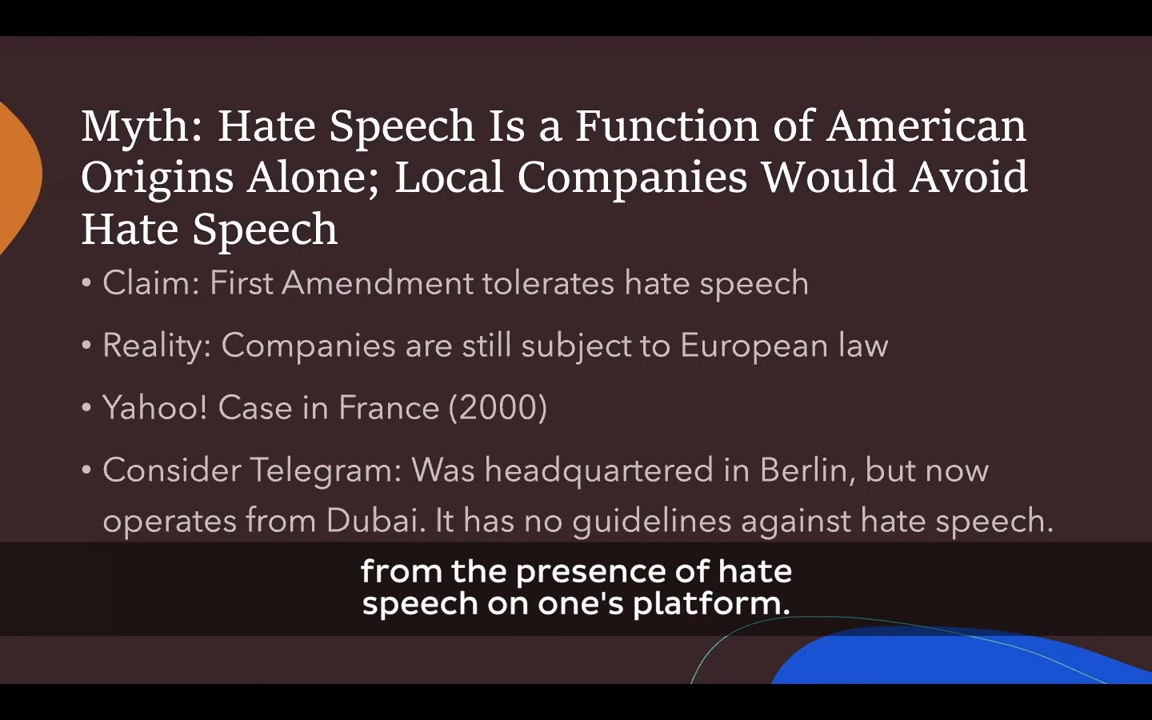 Myth: Hate Speech Is a Function of American
Origins Alone; Local Companies Would Avoid
Hate Speech
• Claim: First Amendment tolerates hate speech
• Reality: Companies are still subject to European law
• Yahoo! Case in France (2000)
• Consider Telegram: Was headquartered in Berlin, but now
operates from Dubai. It has no guidelines against hate speech.
from the presence of hate
speech on one's platform.